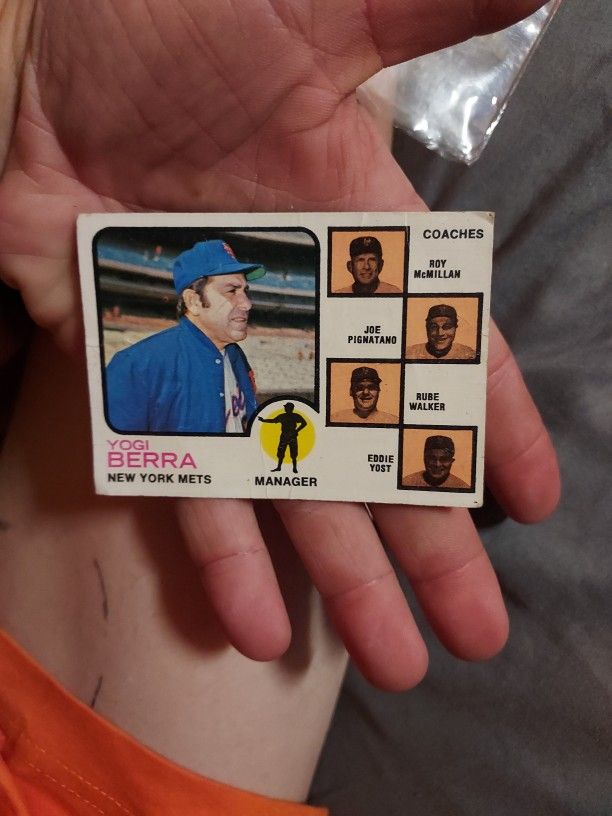 COACHES
ROY
McMILLAN
JOE
PIGNATANO
RUBE
WALKER
EDDIE
YOST
YOGI
BERRA
NEW YORK METS
MANAGER